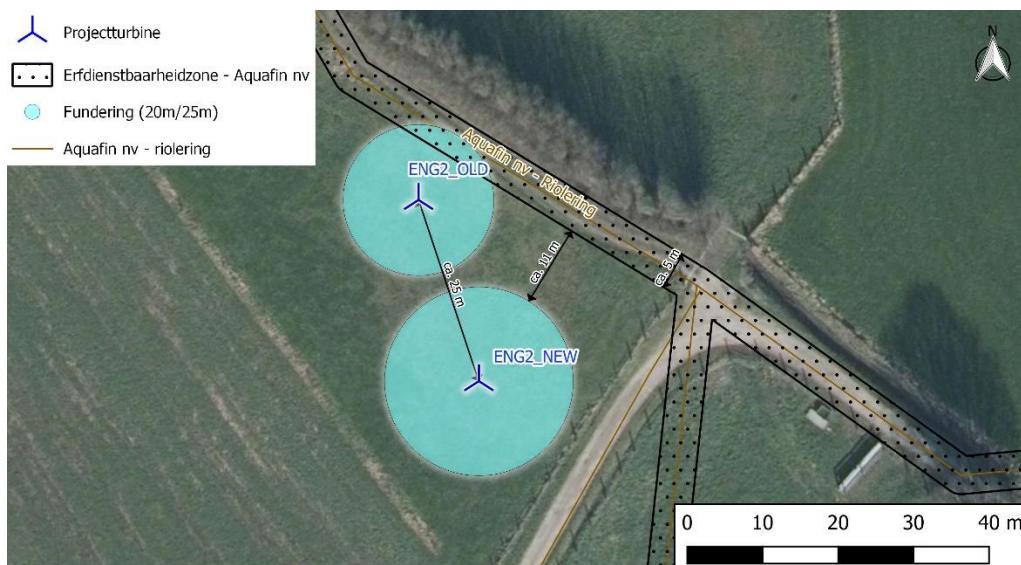 Projectturbine
Erfdienstbaarheidzone - Aquafin nv
Fundering (20m/25m)
Aquafin nv - riolering
N
Aquafin nv - Riolering
ENG2_OLD
ca. 25 m
ca. 11 m
ca. 5 m
ENG2_NEW
0 10 20 30 40 m